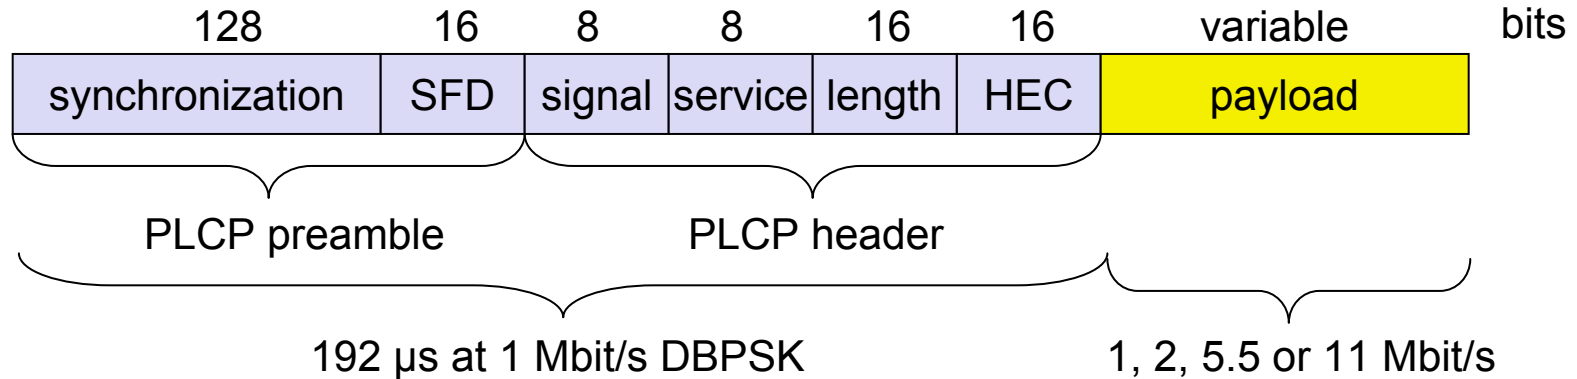 128 16 8 8 16 16 variable bits
synchronization SFD signal service length HEC payload
PLCP preamble PLCP header
192 µs at 1 Mbit/s DBPSK 1, 2, 5.5 or 11 Mbit/s